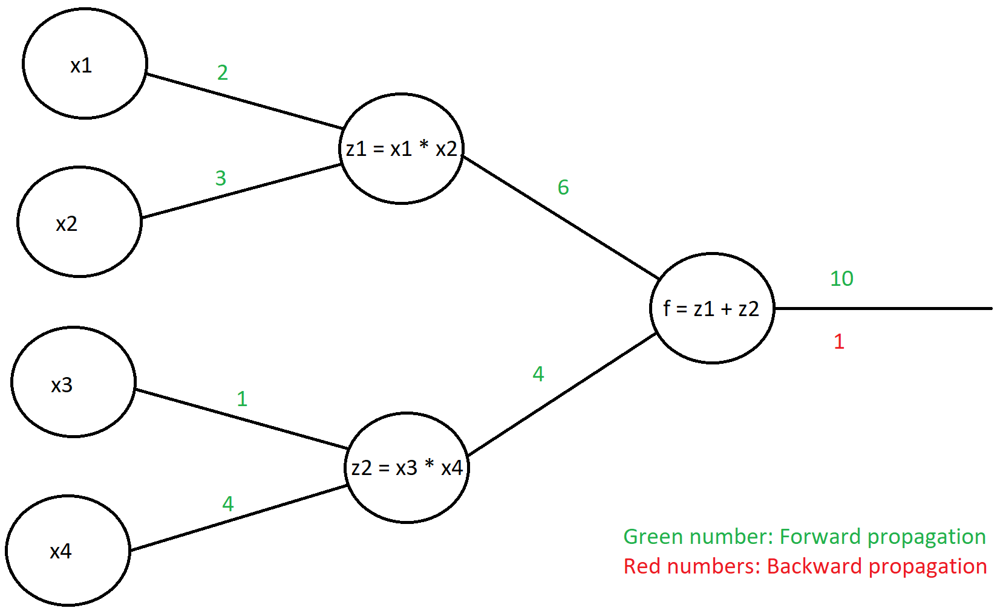 x1
2
x2
3
z1 = x1 * x2
6
x3
1
x4
4
z2 = x3 * x4
4
f = z1 + z2
10
1
Green number: Forward propagation
Red numbers: Backward propagation